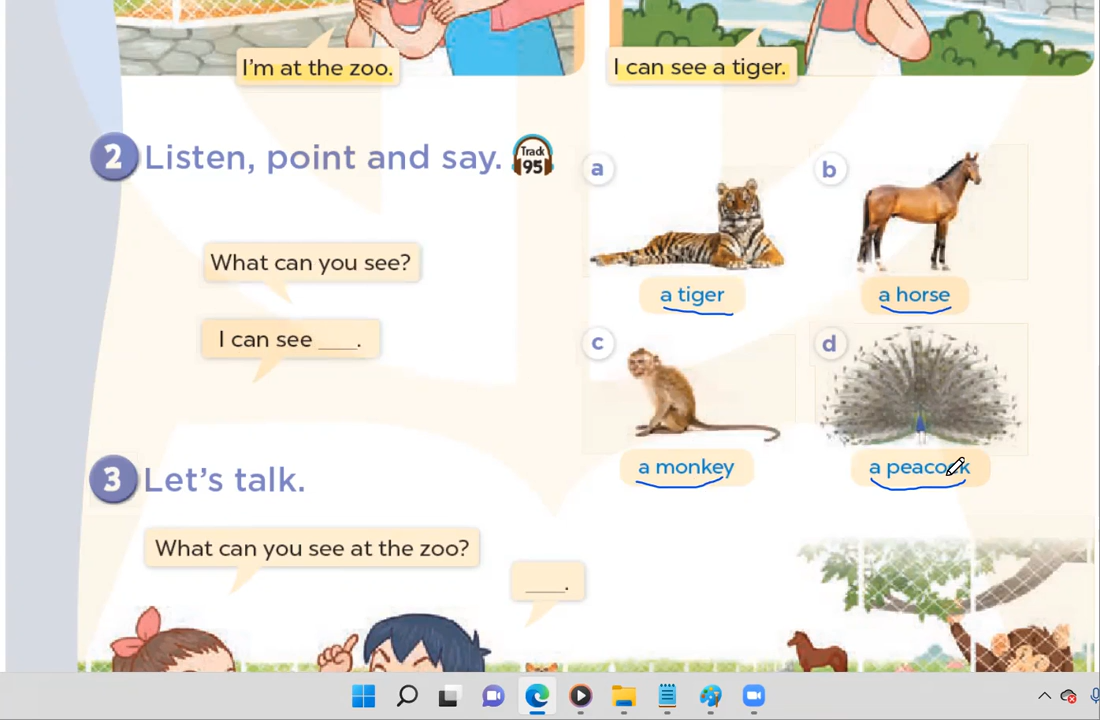 I'm at the zoo.
I can see a tiger.
2 Listen, point and say. Track 95
What can you see?
I can see ___.
a
a tiger
b
a horse
c
a monkey
d
a peacock
3 Let's talk.
What can you see at the zoo?
____.